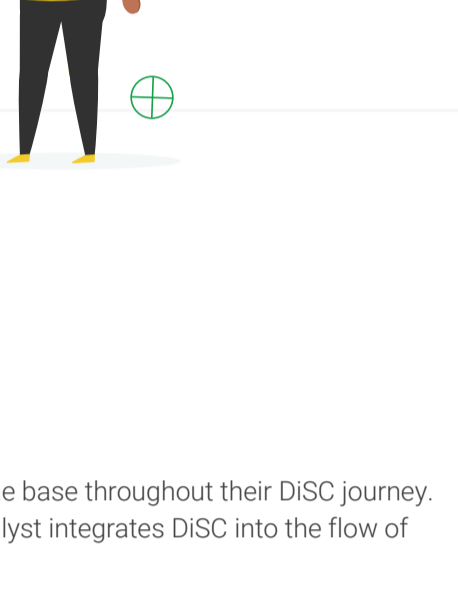 e base throughout their DiSC journey.
lyst integrates DiSC into the flow of